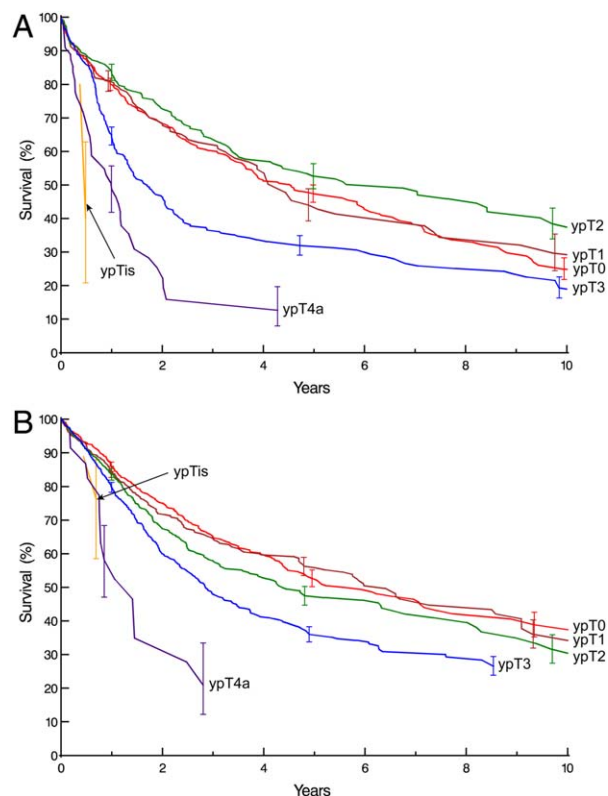 A
100
90
80
70
60
50
40
30
20
10
0
Survival (%)
ypTis
ypT4a
ypT2
ypT1
ypT0
ypT3
0 2 4 6 8 10
Years
B
100
90
80
70
60
50
40
30
20
10
0
Survival (%)
ypTis
ypT4a
ypT3
ypT0
ypT1
ypT2
0 2 4 6 8 10
Years